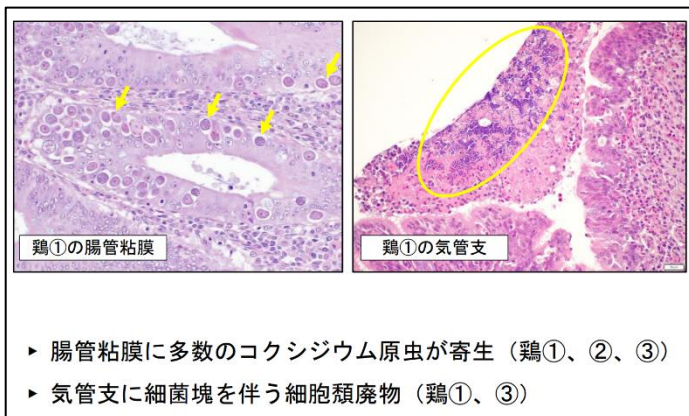 鶏①の腸管粘膜
鶏①の気管支
▸ 腸管粘膜に多数のコクシジウム原虫が寄生（鶏①、②、③）
▸ 気管支に細菌塊を伴う細胞頽廃物（鶏①、③）